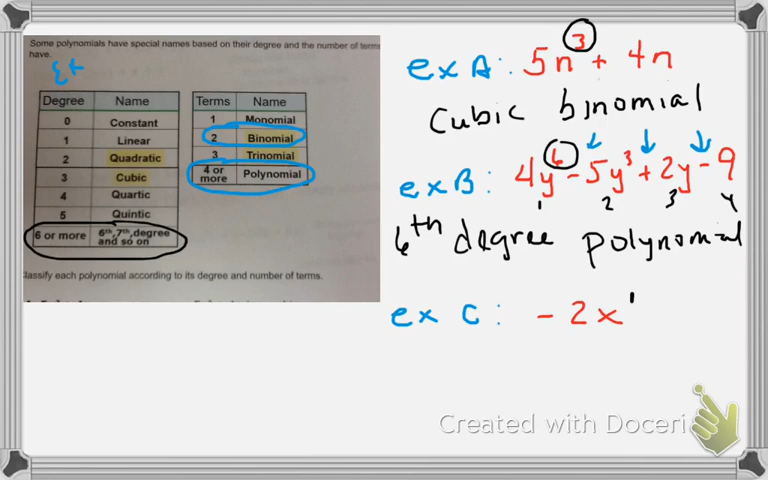 Some polynomials have special names based on their degree and the number of terms
have.
Degree Name
0 Constant
1 Linear
2 Quadratic
3 Cubic
4 Quartic
5 Quintic
6 or more 6th, 7th, degree
and so on
Terms Name
1 Monomial
2 Binomial
3 Trinomial
4 or
more Polynomial
Classify each polynomial according to its degree and number of terms.
ex A: 5n³ + 4n
Cubic binomial
ex B: 4y⁶ - 5y³ + 2y - 9
1 2 3 4
6th degree polynomial
ex C: - 2x¹
Created with Doceri